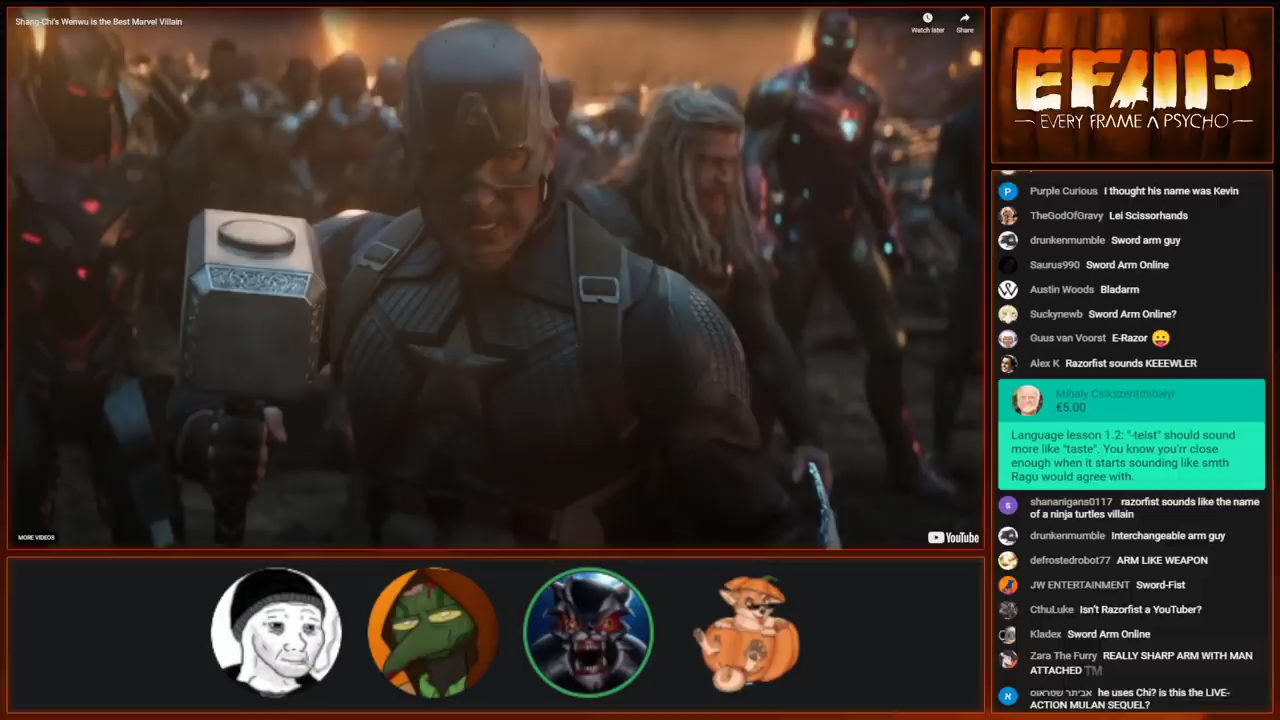 Shang-Chi's Wenwu is the Best Marvel Villain
Watch later
Share
MORE VIDEOS
YouTube
EFAP
EVERY FRAME A PSYCHO
P
Purple Curious I thought his name was Kevin
TheGodOfGravy Lei Scissorhands
drunkenmumble Sword arm guy
Saurus990 Sword Arm Online
Austin Woods Bladarm
Suckynewb Sword Arm Online?
Guus van Voorst E-Razor 😛
Alex K Razorfist sounds KEEEWLER
Mihaly Csikszentmihalyi
€5.00
Language lesson 1.2: "-teist" should sound
more like "taste". You know you'rr close
enough when it starts sounding like smth
Ragu would agree with.
s
shananigans0117 razorfist sounds like the name
of a ninja turtles villain
drunkenmumble Interchangeable arm guy
defrostedrobot77 ARM LIKE WEAPON
JW ENTERTAINMENT Sword-Fist
CthuLuke Isn't Razorfist a YouTuber?
Kladex Sword Arm Online
Zara The Furry REALLY SHARP ARM WITH MAN
ATTACHED TM
א
אביתר שטראוס he uses Chi? is this the LIVE-
ACTION MULAN SEQUEL?